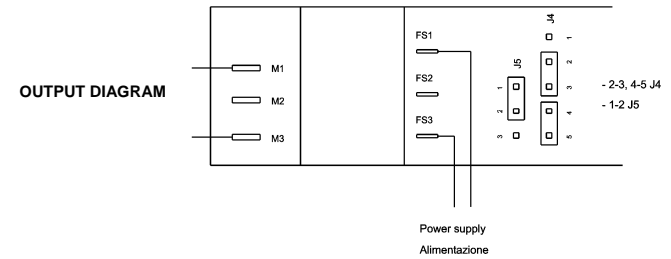 OUTPUT DIAGRAM
M1
M2
M3
FS1
FS2
FS3
J5
1
2
3
J4
1
2
3
4
5
- 2-3, 4-5 J4
- 1-2 J5
Power supply
Alimentazione